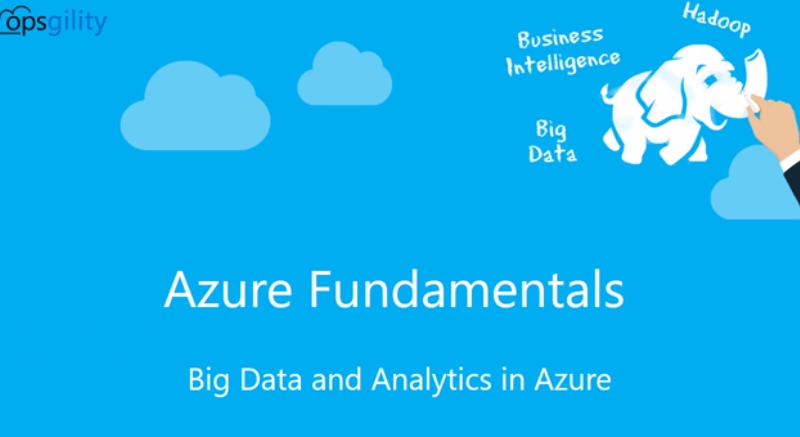 opsgility
Hadoop
Business
Intelligence
Big
Data
Azure Fundamentals
Big Data and Analytics in Azure